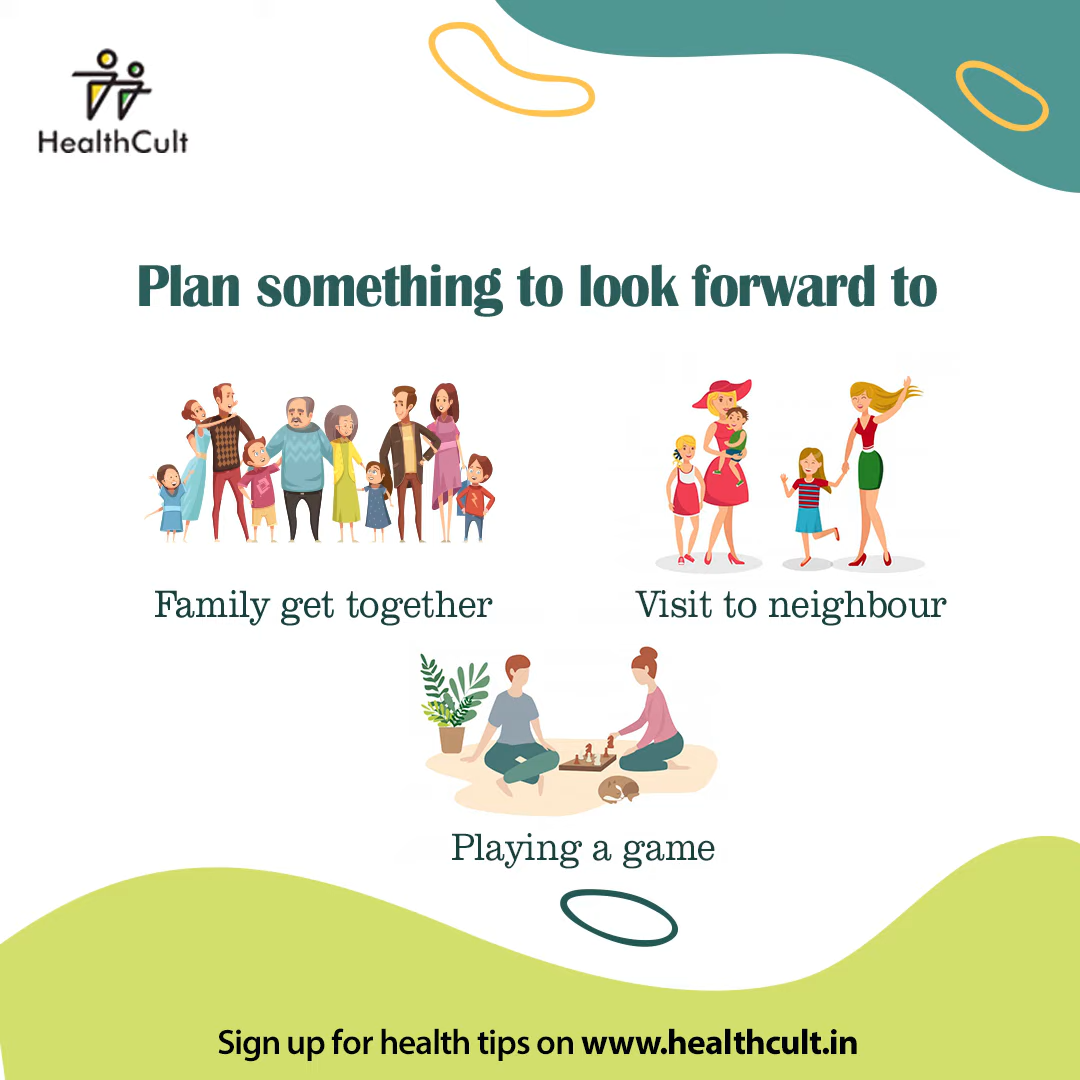 HealthCult
Plan something to look forward to
Family get together
Visit to neighbour
Playing a game
Sign up for health tips on www.healthcult.in